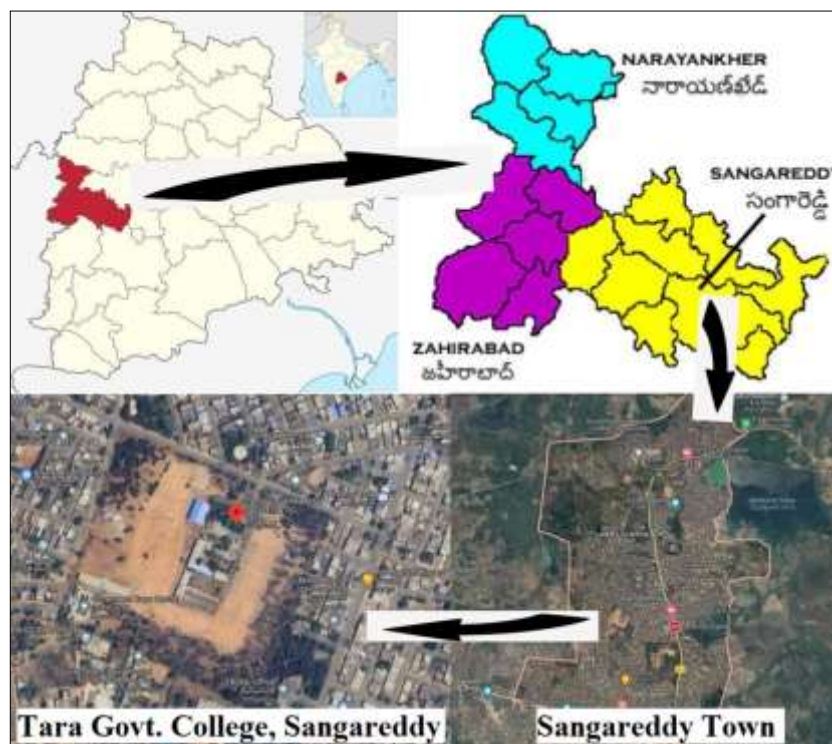 NARAYANKHER
నారాయణ్‌ఖేడ్
SANGAREDDY
సంగారెడ్డి
ZAHIRABAD
జహీరాబాద్
Tara Govt. College, Sangareddy
Sangareddy Town